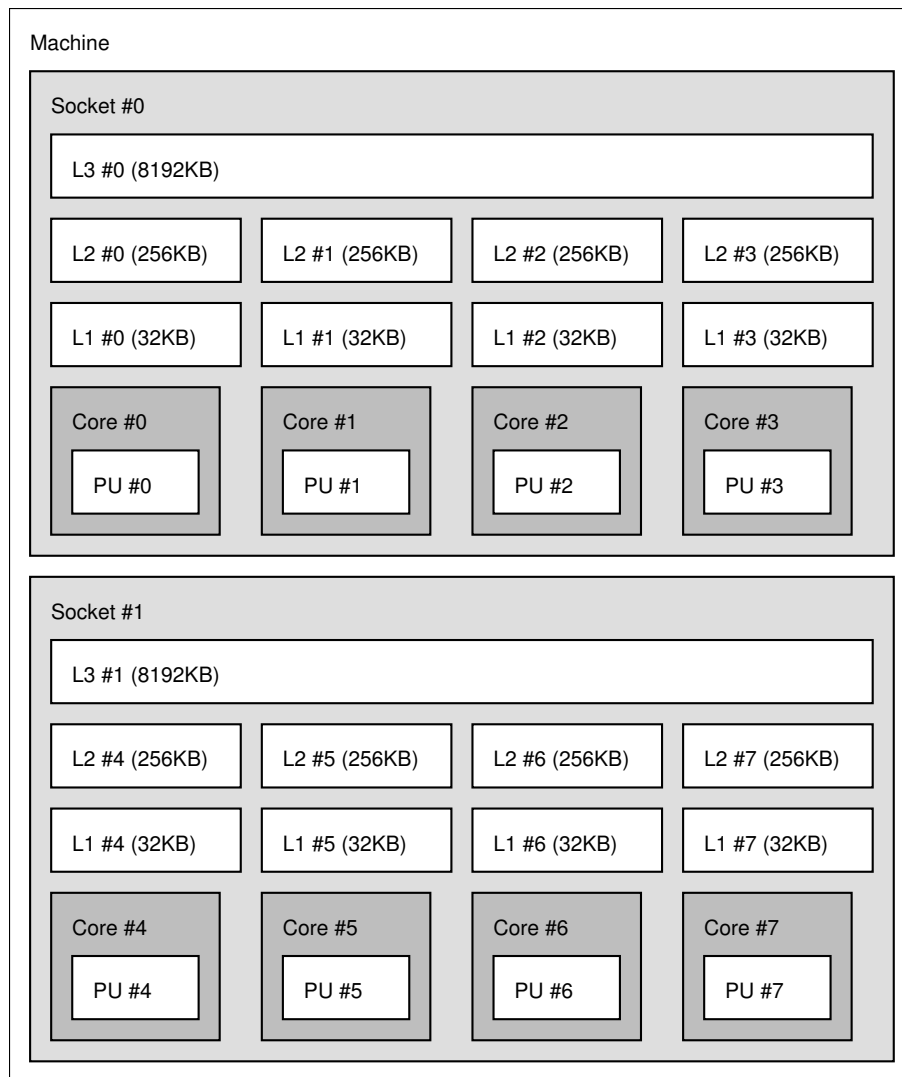 Machine
Socket #0
L3 #0 (8192KB)
L2 #0 (256KB) L2 #1 (256KB) L2 #2 (256KB) L2 #3 (256KB)
L1 #0 (32KB) L1 #1 (32KB) L1 #2 (32KB) L1 #3 (32KB)
Core #0 Core #1 Core #2 Core #3
PU #0 PU #1 PU #2 PU #3
Socket #1
L3 #1 (8192KB)
L2 #4 (256KB) L2 #5 (256KB) L2 #6 (256KB) L2 #7 (256KB)
L1 #4 (32KB) L1 #5 (32KB) L1 #6 (32KB) L1 #7 (32KB)
Core #4 Core #5 Core #6 Core #7
PU #4 PU #5 PU #6 PU #7